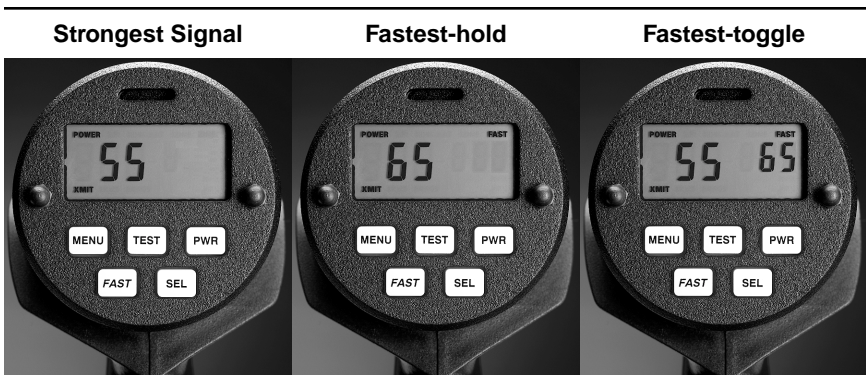 Strongest Signal
Fastest-hold
Fastest-toggle
POWER
55
XMIT
MENU TEST PWR
FAST SEL
POWER FAST
65
XMIT
MENU TEST PWR
FAST SEL
POWER FAST
55 65
XMIT
MENU TEST PWR
FAST SEL